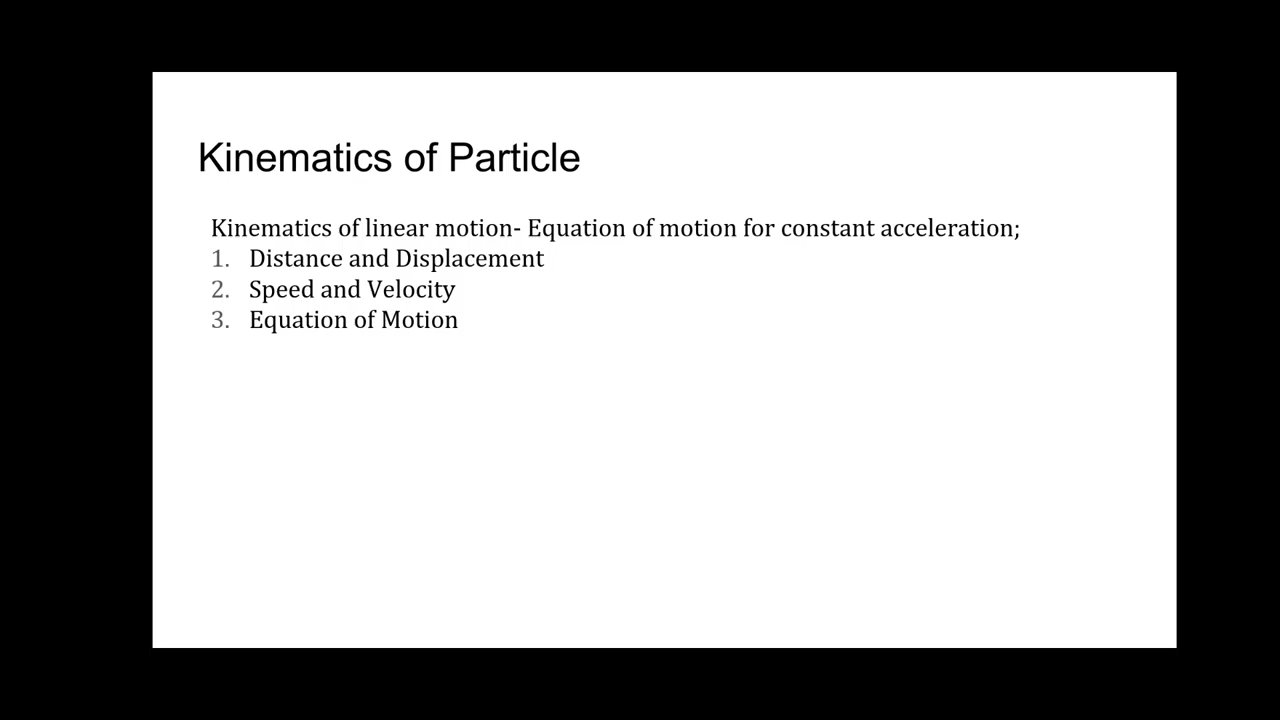 Kinematics of Particle
Kinematics of linear motion- Equation of motion for constant acceleration;
1. Distance and Displacement
2. Speed and Velocity
3. Equation of Motion